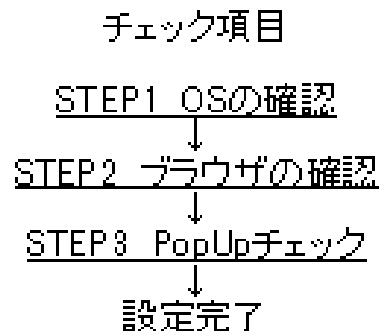 チェック項目
STEP1 OSの確認
↓
STEP2 ブラウザの確認
↓
STEP3 PopUpチェック
↓
設定完了